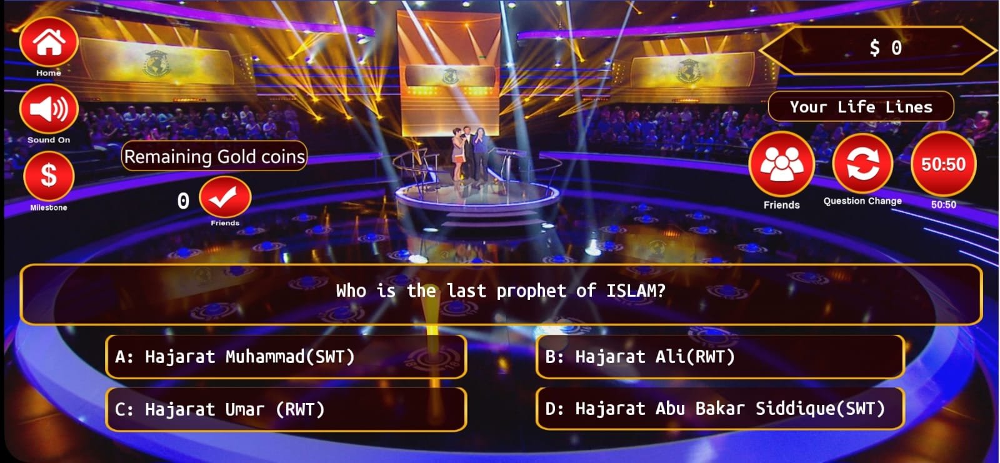 Home
Sound On
$
Milestone
Remaining Gold coins
0
Friends
$ 0
Your Life Lines
50:50
Friends
Question Change
50:50
Who is the last prophet of ISLAM?
A: Hajarat Muhammad(SWT)
B: Hajarat Ali(RWT)
C: Hajarat Umar (RWT)
D: Hajarat Abu Bakar Siddique(SWT)